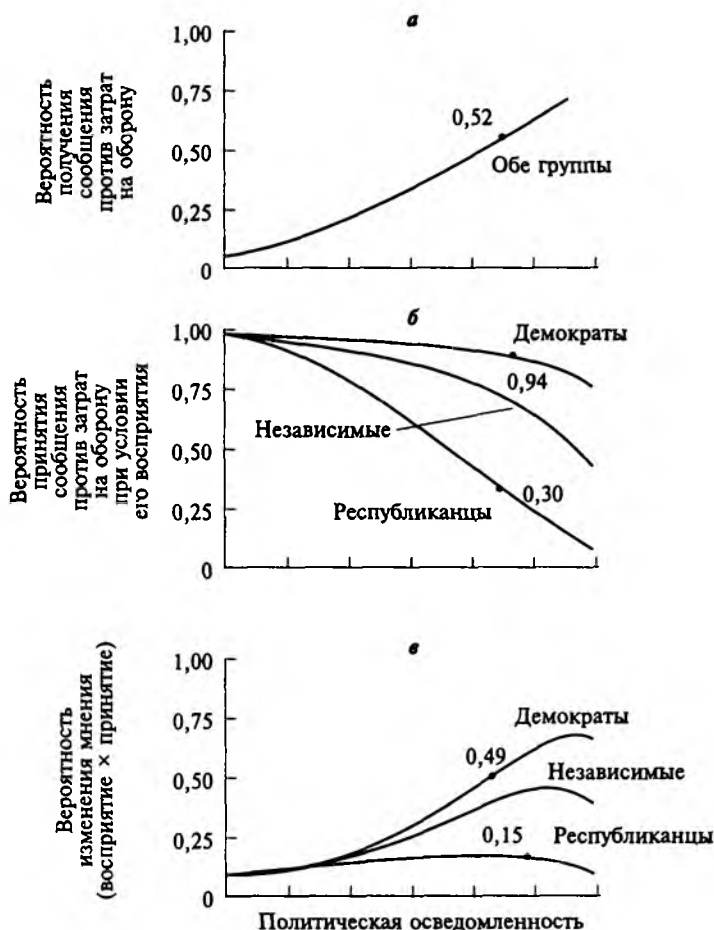 а
Вероятность
получения
сообщения
против затрат
на оборону
1,00
0,75
0,50
0,25
0
0,52
Обе группы
б
Вероятность
принятия
сообщения
против затрат
на оборону
при условии
его восприятия
1,00
0,75
0,50
0,25
0
Демократы
0,94
Независимые
0,30
Республиканцы
в
Вероятность
изменения мнения
(восприятие × принятие)
1,00
0,75
0,50
0,25
0
Демократы
0,49
Независимые
0,15
Республиканцы
Политическая осведомленность